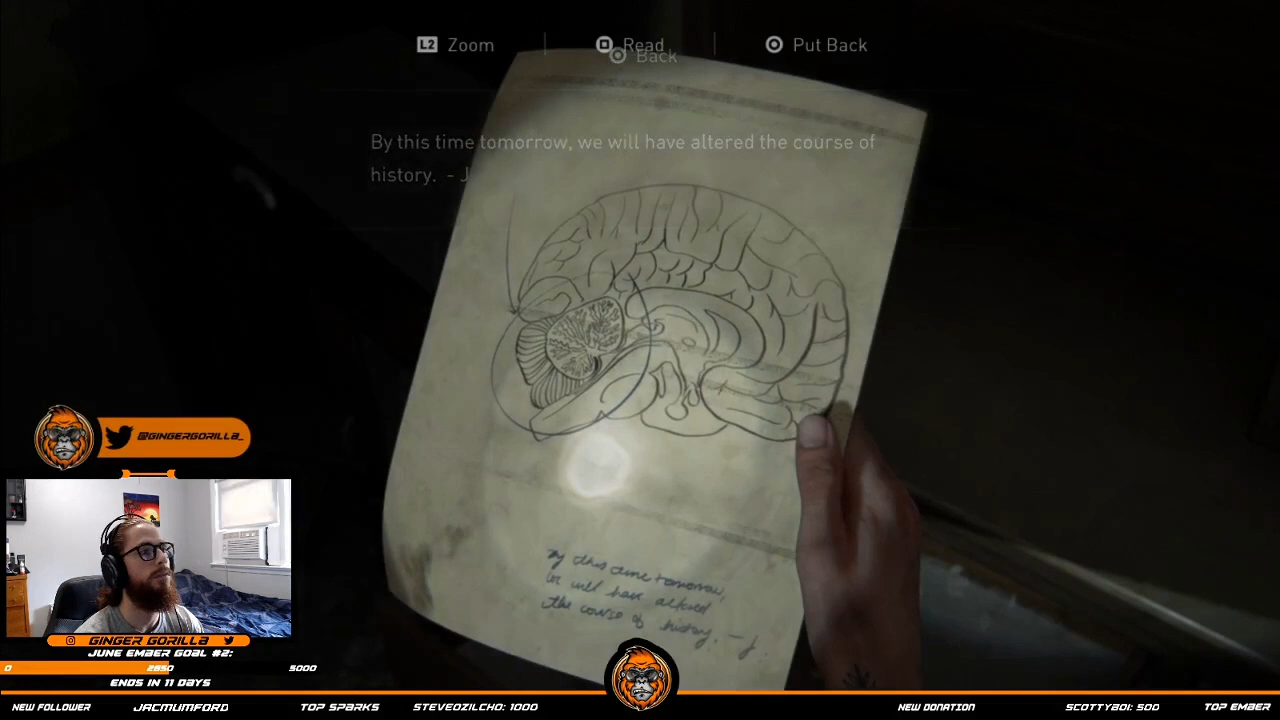 L2 Zoom
Read
Put Back
Back
By this time tomorrow, we will have altered the course of
history. - J
By this time tomorrow,
we will have altered
the course of history. – J.
@GINGERGORILLA_
GINGER GORILLA
JUNE EMBER GOAL #2:
0 2850 5000
ENDS IN 11 DAYS
NEW FOLLOWER JACMUMFORD TOP SPARKS STEVEDZILCHO: 1000 NEW DONATION SCOTTYBOI: 500 TOP EMBER